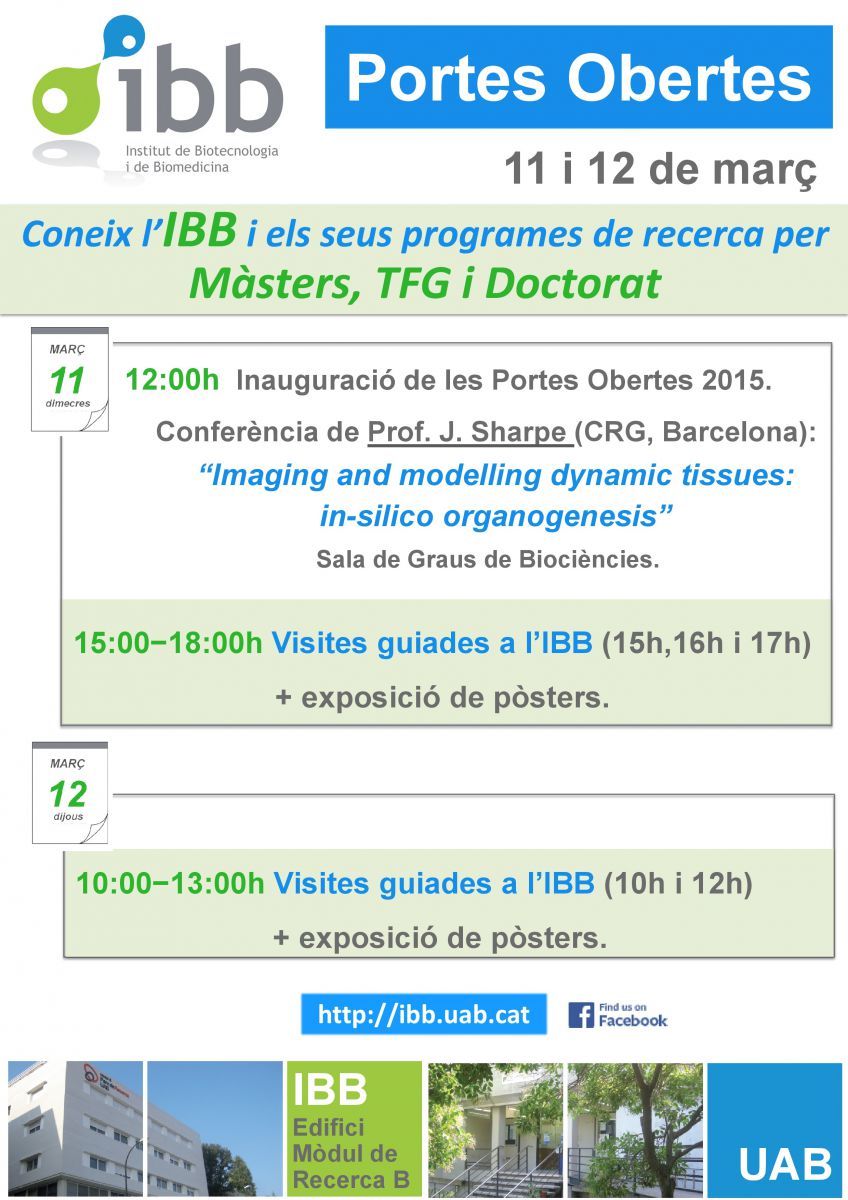 ibb
Institut de Biotecnologia
i de Biomedicina
Portes Obertes
11 i 12 de març
Coneix l'IBB i els seus programes de recerca per
Màsters, TFG i Doctorat
MARÇ
11
dimecres
12:00h Inauguració de les Portes Obertes 2015.
Conferència de Prof. J. Sharpe (CRG, Barcelona):
“Imaging and modelling dynamic tissues:
in-silico organogenesis”
Sala de Graus de Biociències.
15:00–18:00h Visites guiades a l'IBB (15h,16h i 17h)
+ exposició de pòsters.
MARÇ
12
dijous
10:00–13:00h Visites guiades a l'IBB (10h i 12h)
+ exposició de pòsters.
http://ibb.uab.cat
Find us on
Facebook
IBB
Edifici
Mòdul de
Recerca B
UAB